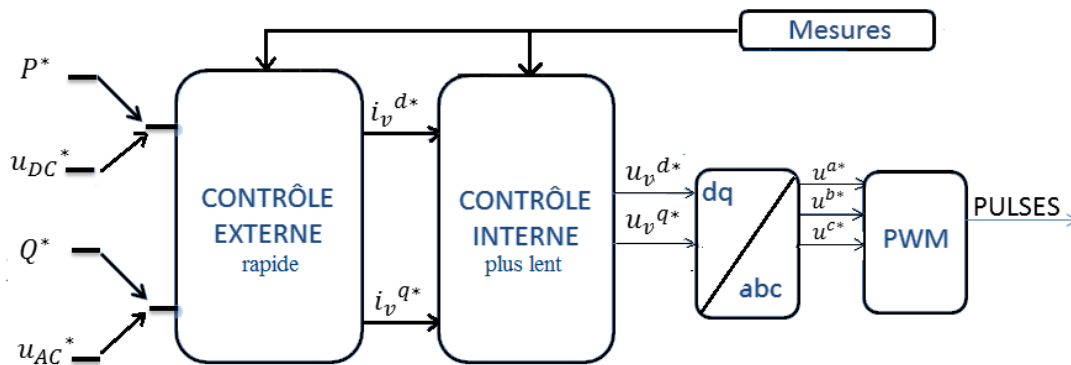 Mesures
P*
u_DC*
Q*
u_AC*
CONTRÔLE
EXTERNE
rapide
i_v^d*
i_v^q*
CONTRÔLE
INTERNE
plus lent
u_v^d*
u_v^q*
dq
abc
u^a*
u^b*
u^c*
PWM
PULSES